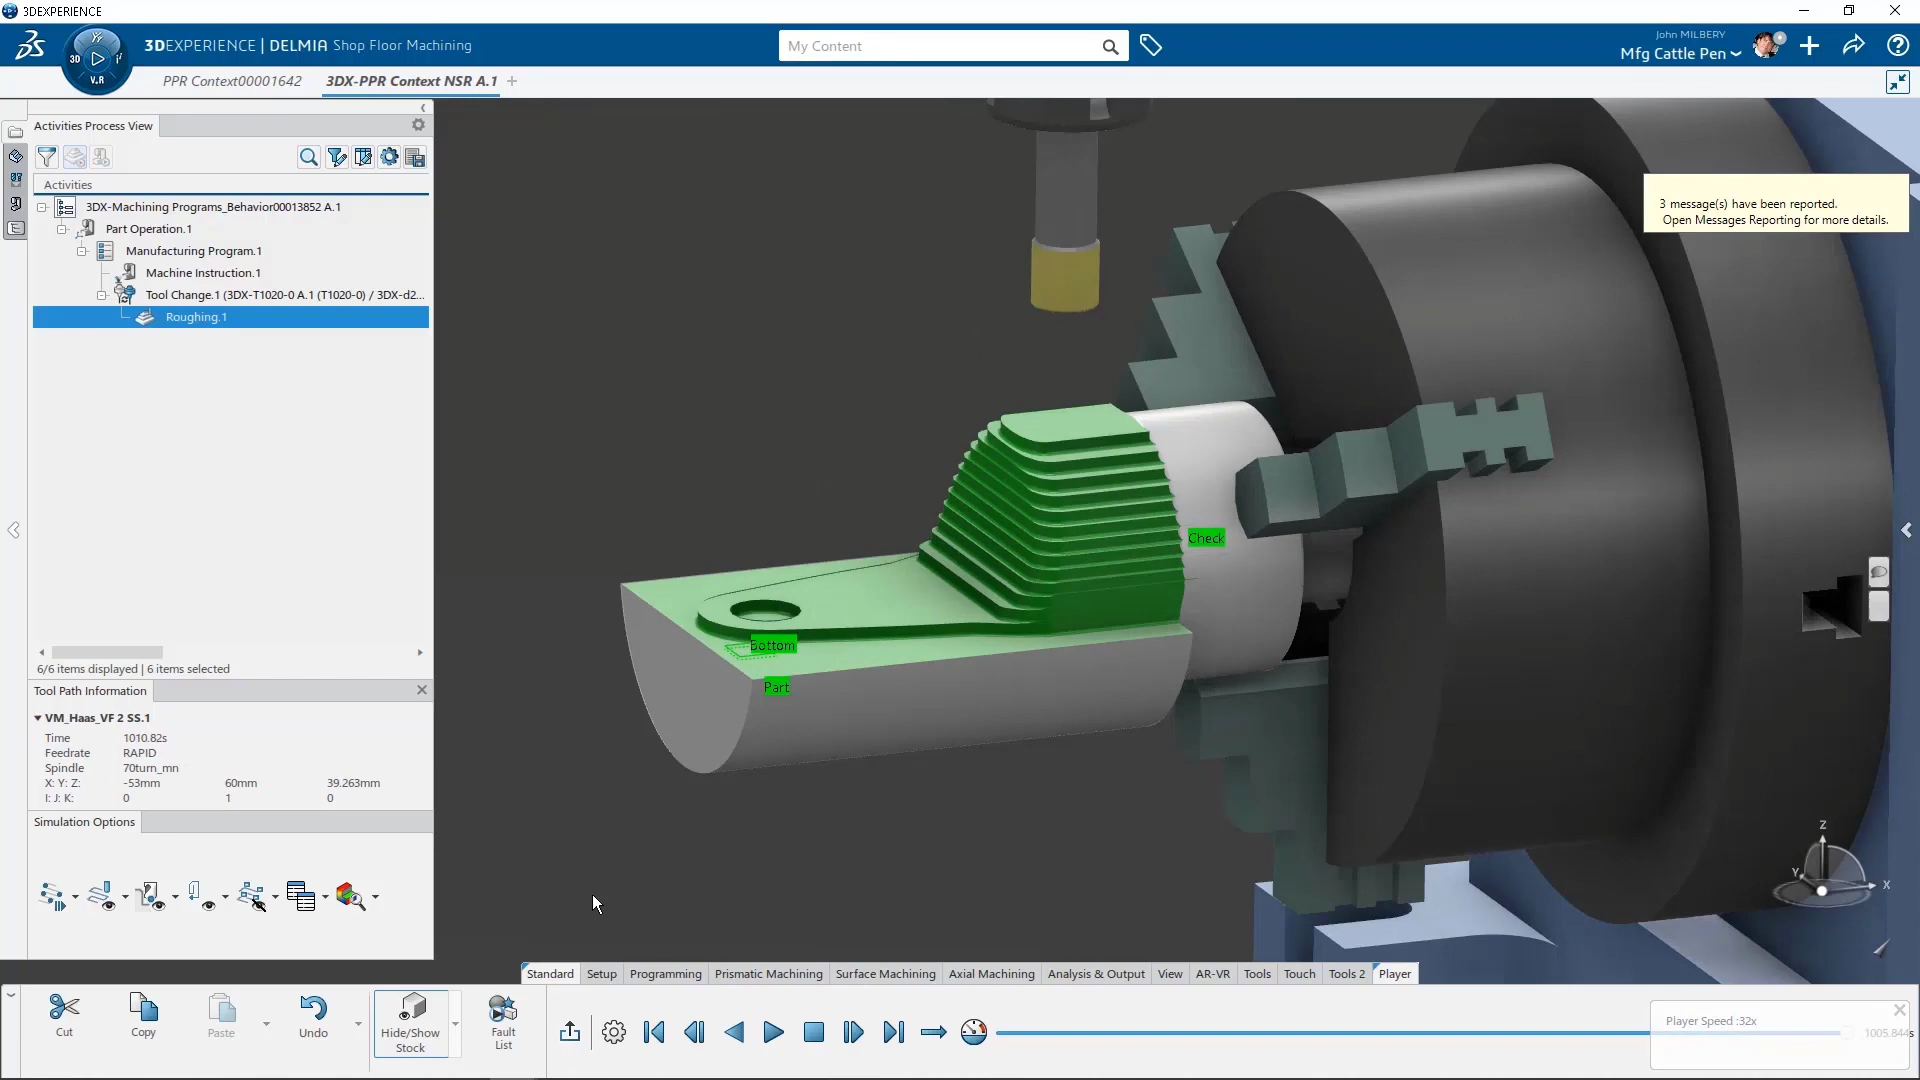 3DEXPERIENCE
3DEXPERIENCE | DELMIA Shop Floor Machining
My Content
John MILBERY
Mfg Cattle Pen
3D
V.R
PPR Context00001642
3DX-PPR Context NSR A.1
Activities Process View
Activities
3DX-Machining Programs_Behavior00013852 A.1
Part Operation.1
Manufacturing Program.1
Machine Instruction.1
Tool Change.1 (3DX-T1020-0 A.1 (T1020-0) / 3DX-d2...
Roughing.1
3 message(s) have been reported.
Open Messages Reporting for more details.
Check
Bottom
Part
6/6 items displayed | 6 items selected
Tool Path Information
VM_Haas_VF 2 SS.1
Time 1010.82s
Feedrate RAPID
Spindle 70turn_mn
X: Y: Z: -53mm 60mm 39.263mm
I: J: K: 0 1 0
Simulation Options
Z
Y
X
Standard Setup Programming Prismatic Machining Surface Machining Axial Machining Analysis & Output View AR-VR Tools Touch Tools 2 Player
Cut
Copy
Paste
Undo
Hide/Show
Stock
Fault
List
Player Speed :32x
1005.844s